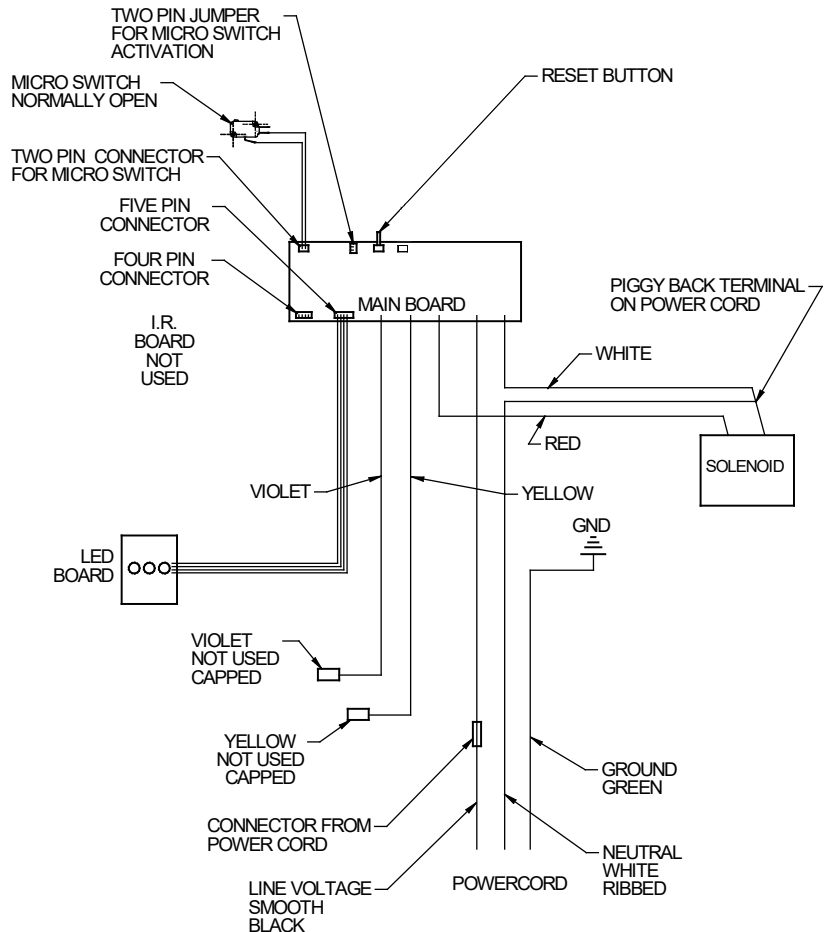 TWO PIN JUMPER
FOR MICRO SWITCH
ACTIVATION
RESET BUTTON
MICRO SWITCH
NORMALLY OPEN
TWO PIN CONNECTOR
FOR MICRO SWITCH
FIVE PIN
CONNECTOR
FOUR PIN
CONNECTOR
MAIN BOARD
PIGGY BACK TERMINAL
ON POWER CORD
I.R.
BOARD
NOT
USED
WHITE
RED
SOLENOID
VIOLET
YELLOW
GND
LED
BOARD
VIOLET
NOT USED
CAPPED
YELLOW
NOT USED
CAPPED
GROUND
GREEN
CONNECTOR FROM
POWER CORD
NEUTRAL
WHITE
RIBBED
LINE VOLTAGE
SMOOTH
BLACK
POWERCORD